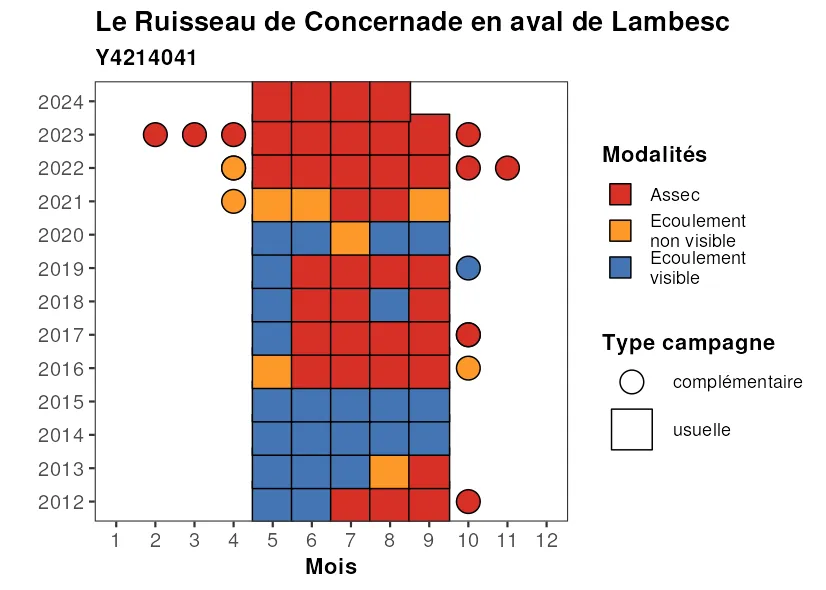 Le Ruisseau de Concernade en aval de Lambesc
Y4214041
2024
2023
2022
2021
2020
2019
2018
2017
2016
2015
2014
2013
2012
1 2 3 4 5 6 7 8 9 10 11 12
Mois
Modalités
Assec
Ecoulement
non visible
Ecoulement
visible
Type campagne
complémentaire
usuelle